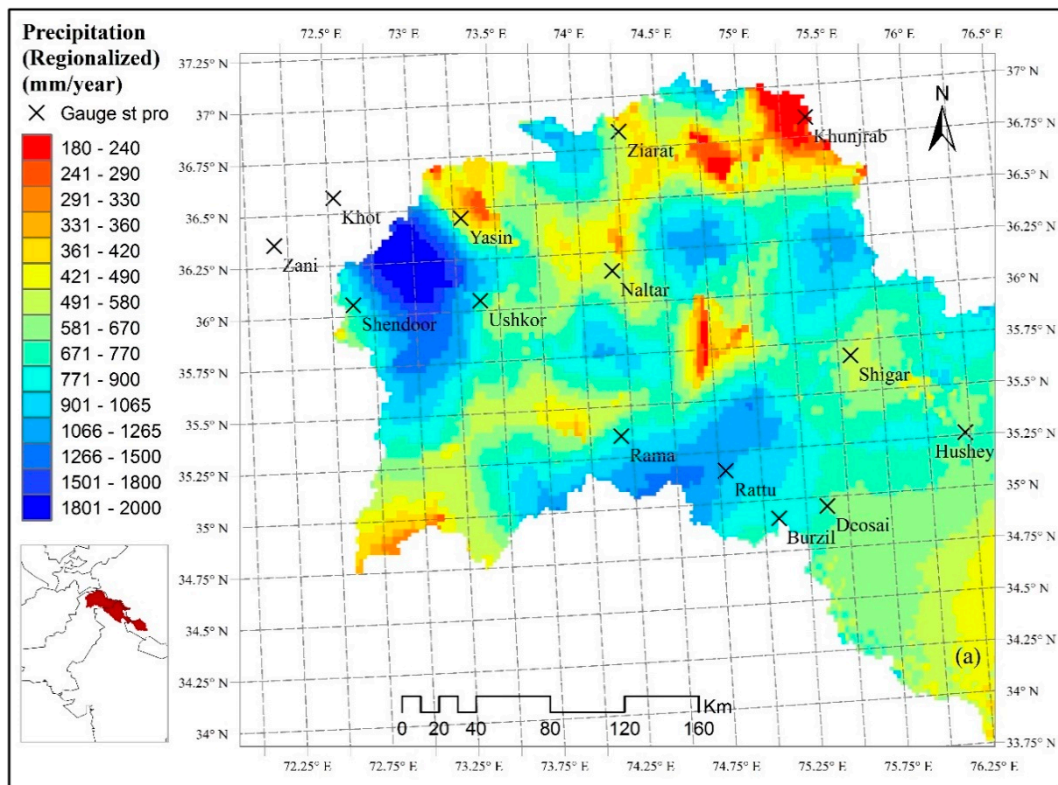 Precipitation
(Regionalized)
(mm/year)
Gauge st pro
180 - 240
241 - 290
291 - 330
331 - 360
361 - 420
421 - 490
491 - 580
581 - 670
671 - 770
771 - 900
901 - 1065
1066 - 1265
1266 - 1500
1501 - 1800
1801 - 2000
72.5° E 73° E 73.5° E 74° E 74.5° E 75° E 75.5° E 76° E 76.5° E
37.25° N
37° N
36.75° N
36.5° N
36.25° N
36° N
35.75° N
35.5° N
35.25° N
35° N
34.75° N
34.5° N
34.25° N
34° N
N
Khunjrab
Ziarat
Khot
Yasin
Zani
Naltar
Shendoor
Ushkor
Shigar
Rama
Hushey
Rattu
Deosai
Burzil
(a)
Km
0 20 40 80 120 160
37° N
36.75° N
36.5° N
36.25° N
36° N
35.75° N
35.5° N
35.25° N
35° N
34.75° N
34.5° N
34.25° N
34° N
33.75° N
72.25° E 72.75° E 73.25° E 73.75° E 74.25° E 74.75° E 75.25° E 75.75° E 76.25° E